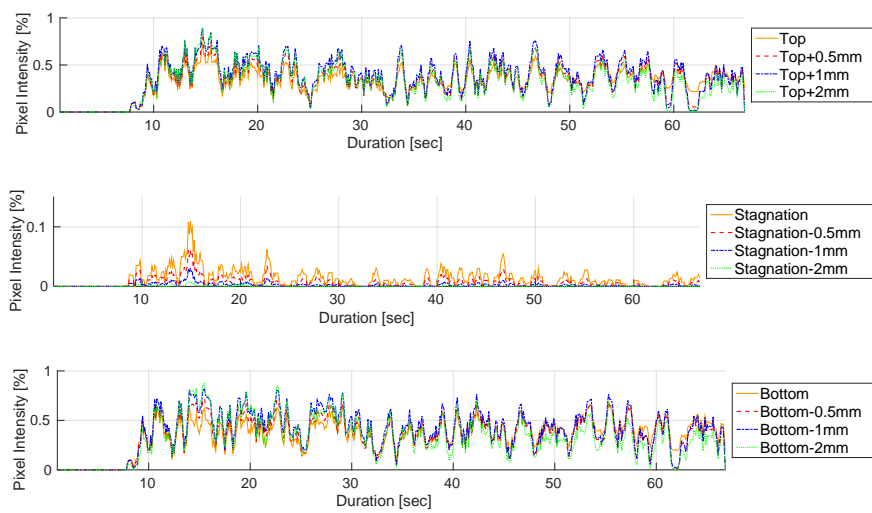 Pixel Intensity [%]
1
0.5
0
10 20 30 40 50 60
Duration [sec]
Top
Top+0.5mm
Top+1mm
Top+2mm
Pixel Intensity [%]
0.1
0
10 20 30 40 50 60
Duration [sec]
Stagnation
Stagnation-0.5mm
Stagnation-1mm
Stagnation-2mm
Pixel Intensity [%]
1
0.5
0
10 20 30 40 50 60
Duration [sec]
Bottom
Bottom-0.5mm
Bottom-1mm
Bottom-2mm